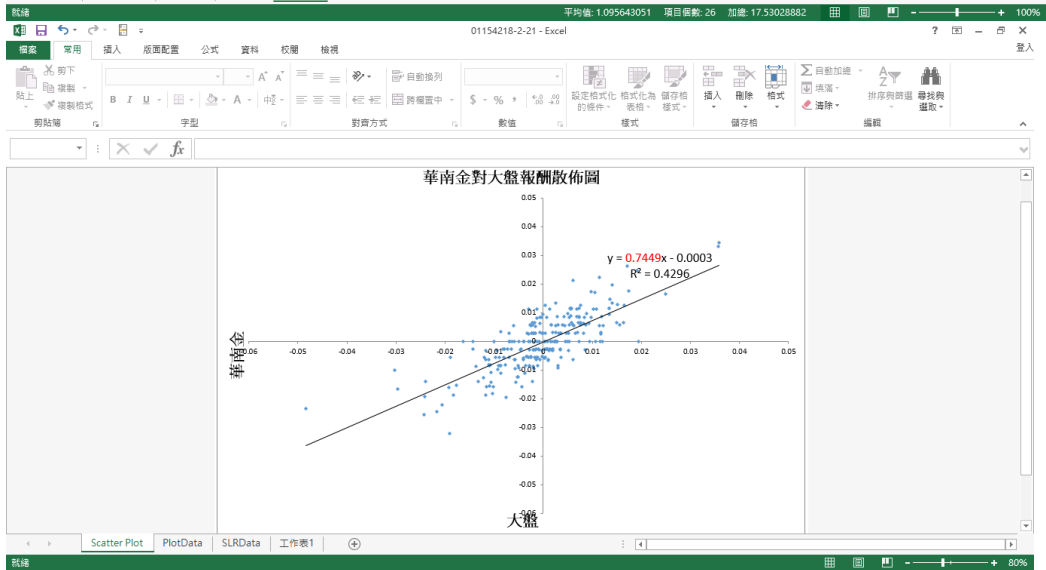 就緒 平均值: 1.095643051 項目個數: 26 加總: 17.53028882 100%
01154218-2-21 - Excel
檔案 常用 插入 版面配置 公式 資料 校閱 檢視 登入
剪下
複製
複製格式
貼上
B I U A 中
自動換列
跨欄置中
$ - % ,
設定格式化的條件
格式化為表格
儲存格樣式
插入 刪除 格式
自動加總
填滿
清除
排序與篩選 尋找與選取
剪貼簿 字型 對齊方式 數值 樣式 儲存格 編輯
fx
華南金對大盤報酬散佈圖
0.05
0.04
0.03
y = 0.7449x - 0.0003
R² = 0.4296
0.02
0.01
0
-0.05 -0.04 -0.03 -0.02 -0.01 0 0.01 0.02 0.03 0.04 0.05
華南金
-0.01
-0.02
-0.03
-0.04
-0.05
-0.06
大盤
Scatter Plot PlotData SLRData 工作表1
就緒 80%